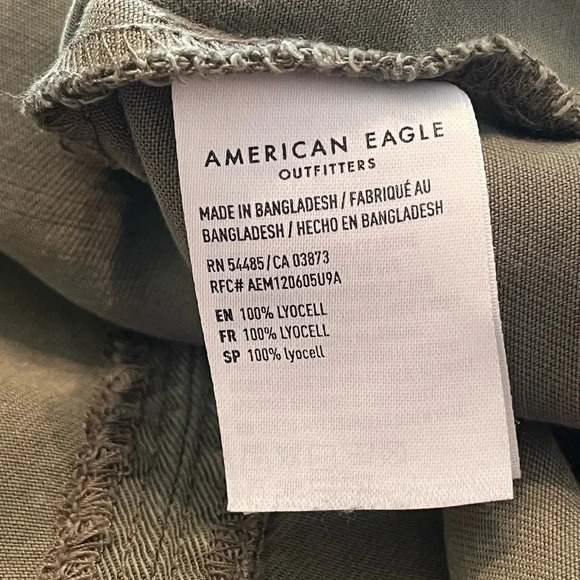 AMERICAN EAGLE
OUTFITTERS
MADE IN BANGLADESH / FABRIQUÉ AU
BANGLADESH / HECHO EN BANGLADESH
RN 54485 / CA 03873
RFC# AEM120605U9A
EN 100% LYOCELL
FR 100% LYOCELL
SP 100% lyocell